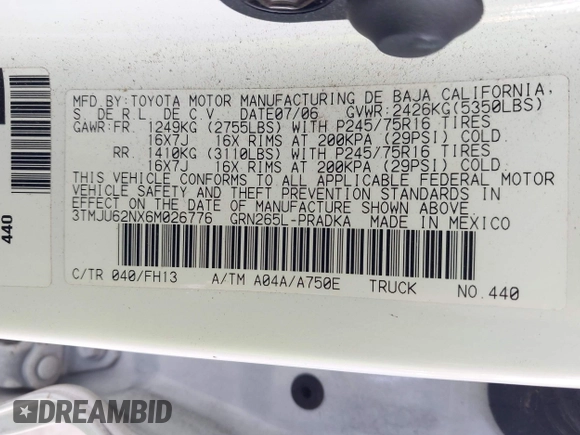 MFD.BY:TOYOTA MOTOR MANUFACTURING DE BAJA CALIFORNIA,
S. DE R.L. DE C.V. DATE07/06 GVWR:2426KG(5350LBS)
GAWR:FR. 1249KG (2755LBS) WITH P245/75R16 TIRES
16X7J 16X RIMS AT 200KPA (29PSI) COLD.
RR. 1410KG (3110LBS) WITH P245/75R16 TIRES
16X7J 16X RIMS AT 200KPA (29PSI) COLD.
THIS VEHICLE CONFORMS TO ALL APPLICABLE FEDERAL MOTOR
VEHICLE SAFETY AND THEFT PREVENTION STANDARDS IN
EFFECT ON THE DATE OF MANUFACTURE SHOWN ABOVE.
3TMJU62NX6M026776 GRN265L-PRADKA MADE IN MEXICO
C/TR 040/FH13 A/TM A04A/A750E TRUCK NO.440
440
DREAMBID